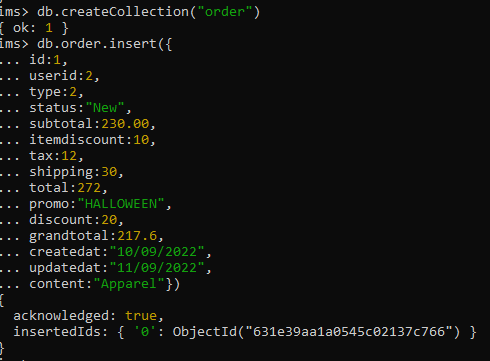 ims> db.createCollection("order")
{ ok: 1 }
ims> db.order.insert({
... id:1,
... userid:2,
... type:2,
... status:"New",
... subtotal:230.00,
... itemdiscount:10,
... tax:12,
... shipping:30,
... total:272,
... promo:"HALLOWEEN",
... discount:20,
... grandtotal:217.6,
... createdat:"10/09/2022",
... updatedat:"11/09/2022",
... content:"Apparel"})
{
  acknowledged: true,
  insertedIds: { '0': ObjectId("631e39aa1a0545c02137c766") }
}